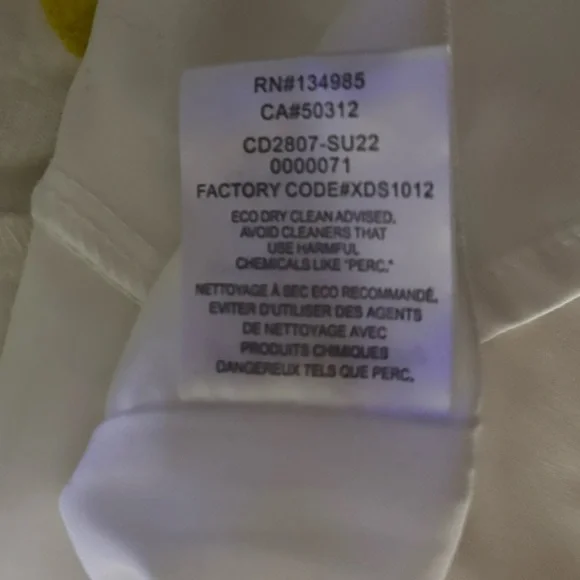 RN#134985
CA#50312
CD2807-SU22
0000071
FACTORY CODE#XDS1012
ECO DRY CLEAN ADVISED,
AVOID CLEANERS THAT
USE HARMFUL
CHEMICALS LIKE "PERC."
NETTOYAGE À SEC ECO RECOMMANDÉ,
EVITER D'UTILISER DES AGENTS
DE NETTOYAGE AVEC
PRODUITS CHIMIQUES
DANGEREUX TELS QUE PERC.